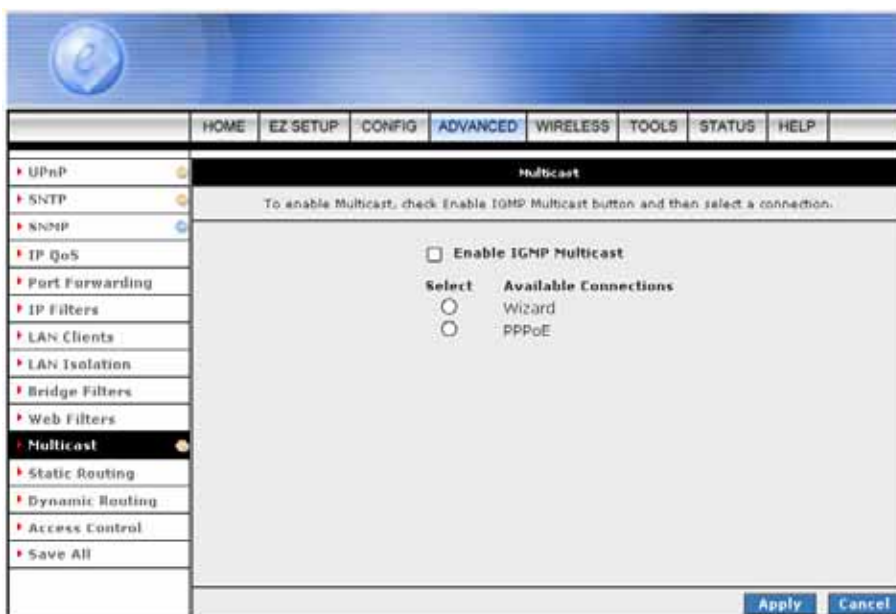 e
HOME EZ SETUP CONFIG ADVANCED WIRELESS TOOLS STATUS HELP
UPnP
SNTP
SNMP
IP QoS
Port Forwarding
IP Filters
LAN Clients
LAN Isolation
Bridge Filters
Web Filters
Multicast
Static Routing
Dynamic Routing
Access Control
Save All
Multicast
To enable Multicast, check Enable IGMP Multicast button and then select a connection.
Enable IGMP Multicast
Select Available Connections
Wizard
PPPoE
Apply Cancel